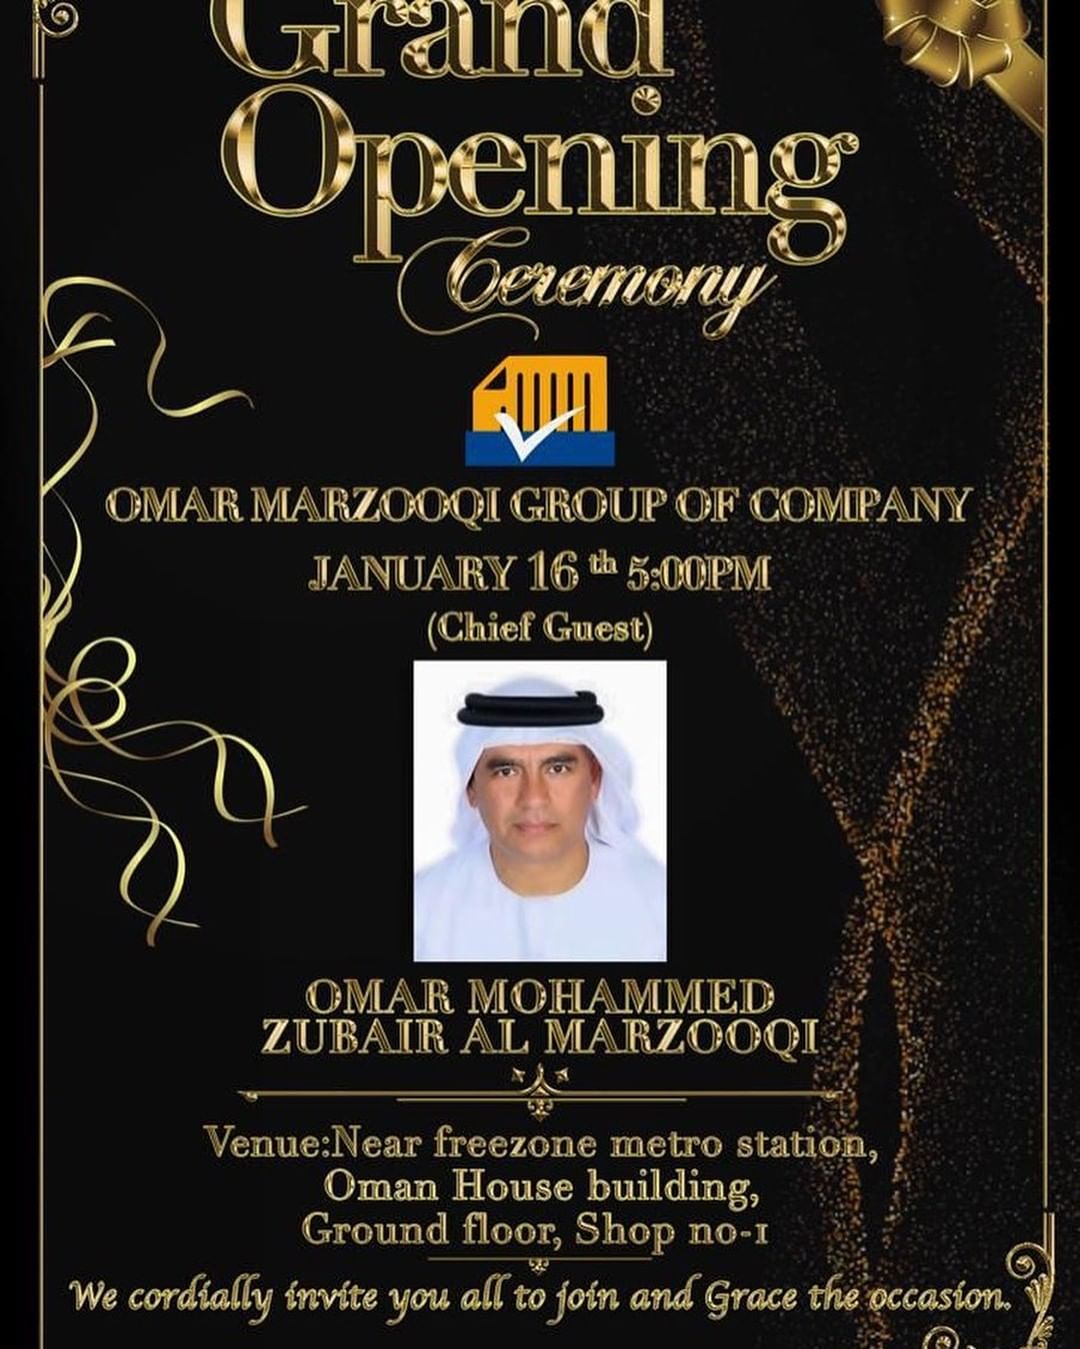 Grand
Opening
Ceremony
OMAR MARZOOQI GROUP OF COMPANY
JANUARY 16 th 5:00PM
(Chief Guest)
OMAR MOHAMMED
ZUBAIR AL MARZOOQI
Venue:Near freezone metro station,
Oman House building,
Ground floor, Shop no-1
We cordially invite you all to join and Grace the occasion.